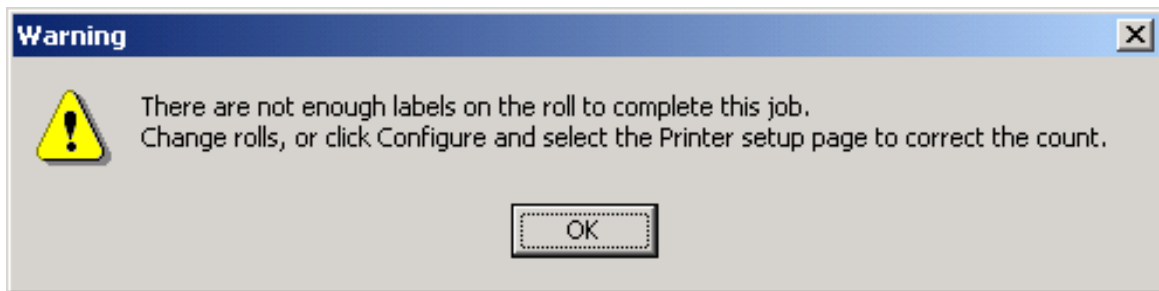 Warning
There are not enough labels on the roll to complete this job.
Change rolls, or click Configure and select the Printer setup page to correct the count.
OK